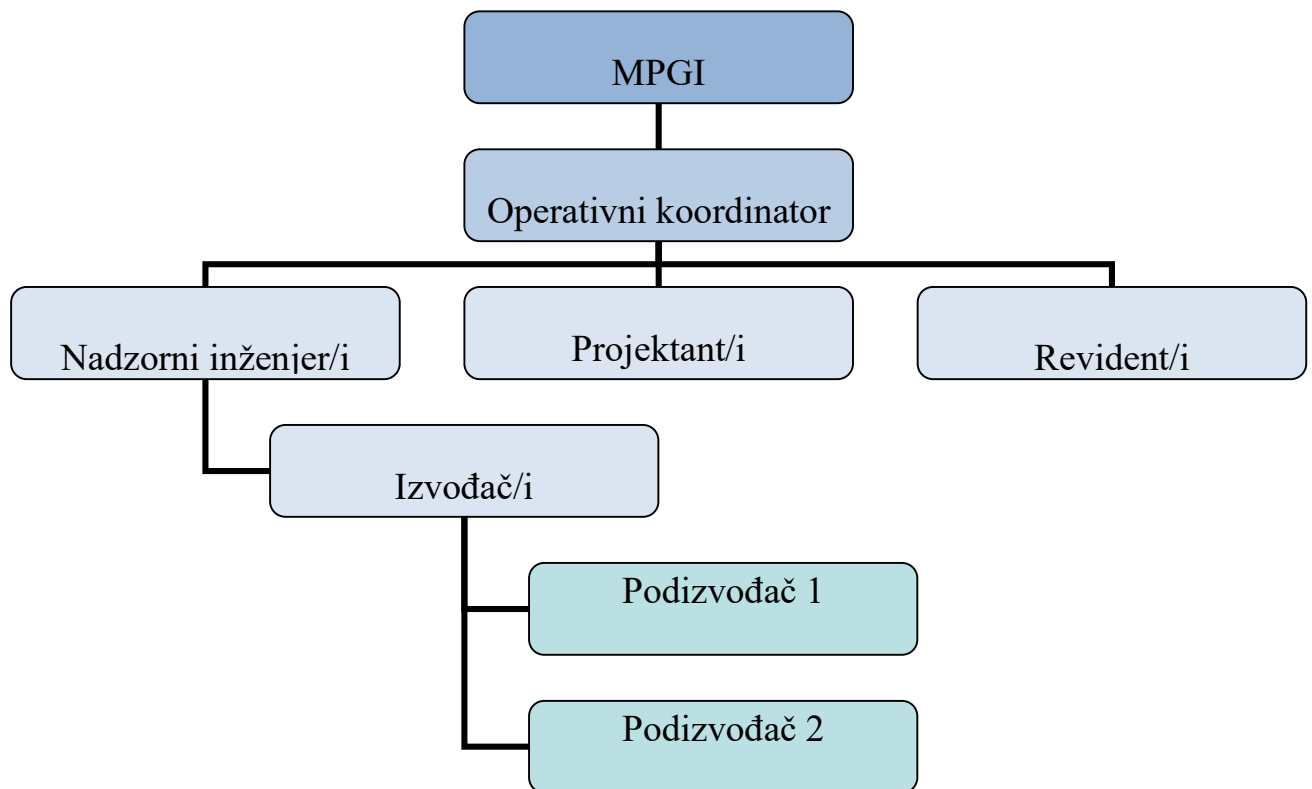 MPGI
Operativni koordinator
Nadzorni inženjer/i
Projektant/i
Revident/i
Izvođač/i
Podizvođač 1
Podizvođač 2